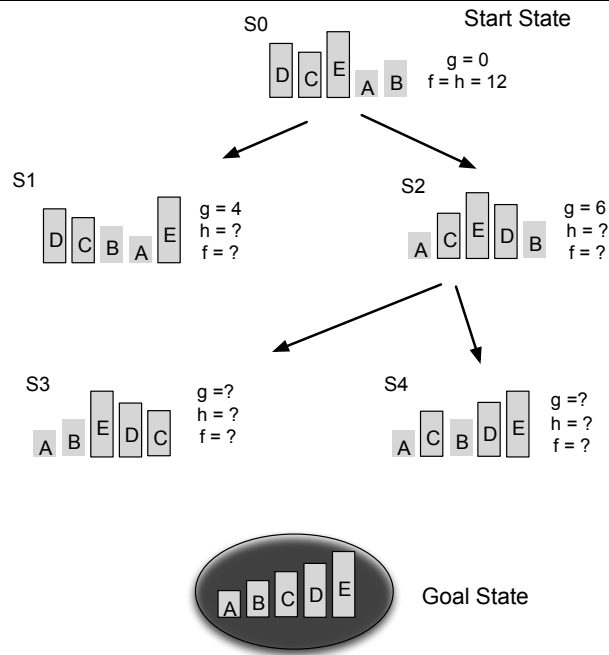 S0
Start State
D C E A B
g = 0
f = h = 12
S1
D C B A E
g = 4
h = ?
f = ?
S2
A C E D B
g = 6
h = ?
f = ?
S3
A B E D C
g =?
h = ?
f = ?
S4
A C B D E
g =?
h = ?
f = ?
A B C D E
Goal State